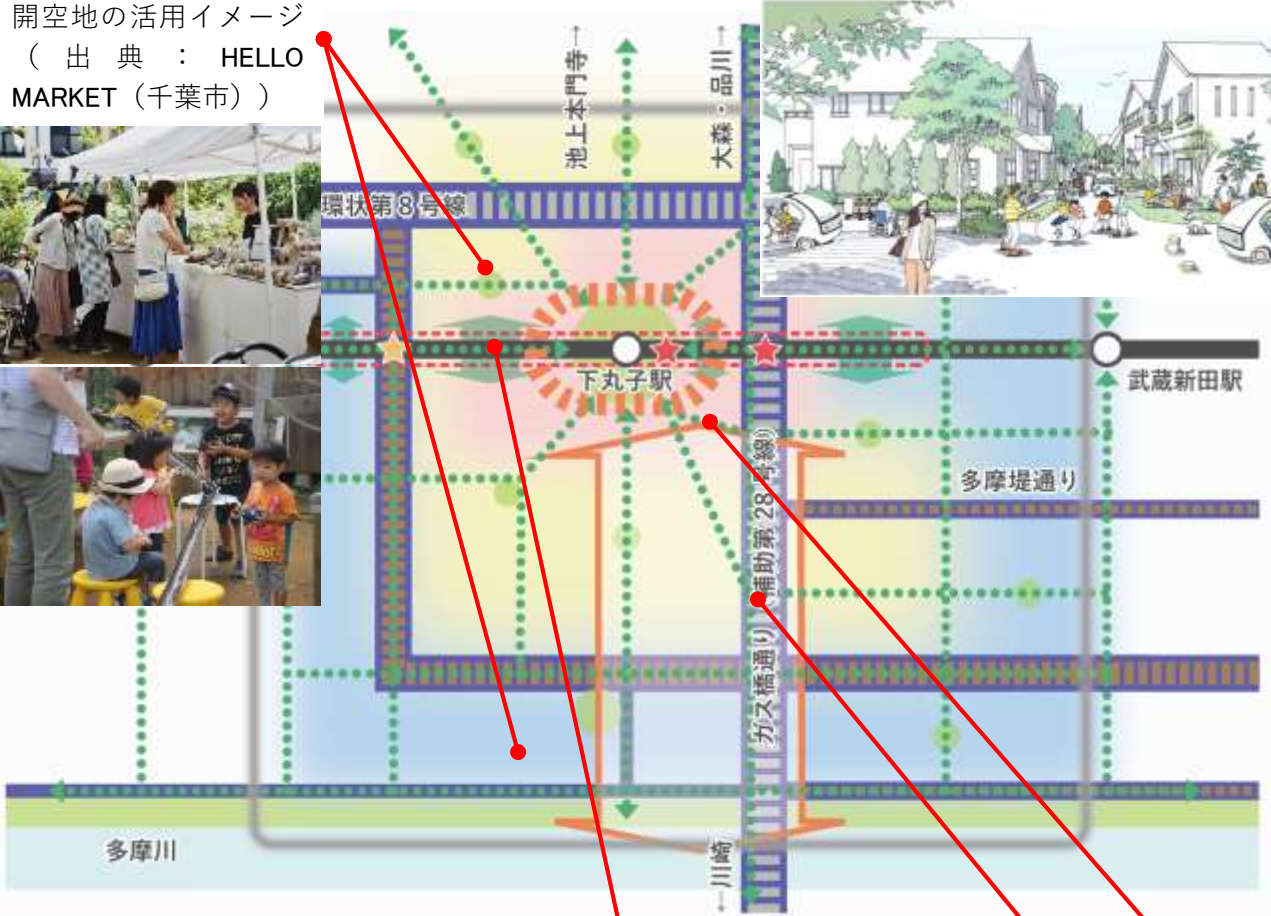 開空地の活用イメージ
(出典:HELLO
MARKET(千葉市))
池上本門寺→
大森・品川→
環状第8号線
下丸子駅
武蔵新田駅
多摩堤通り
ガス橋通り(補助第28号線)
多摩川
←川崎